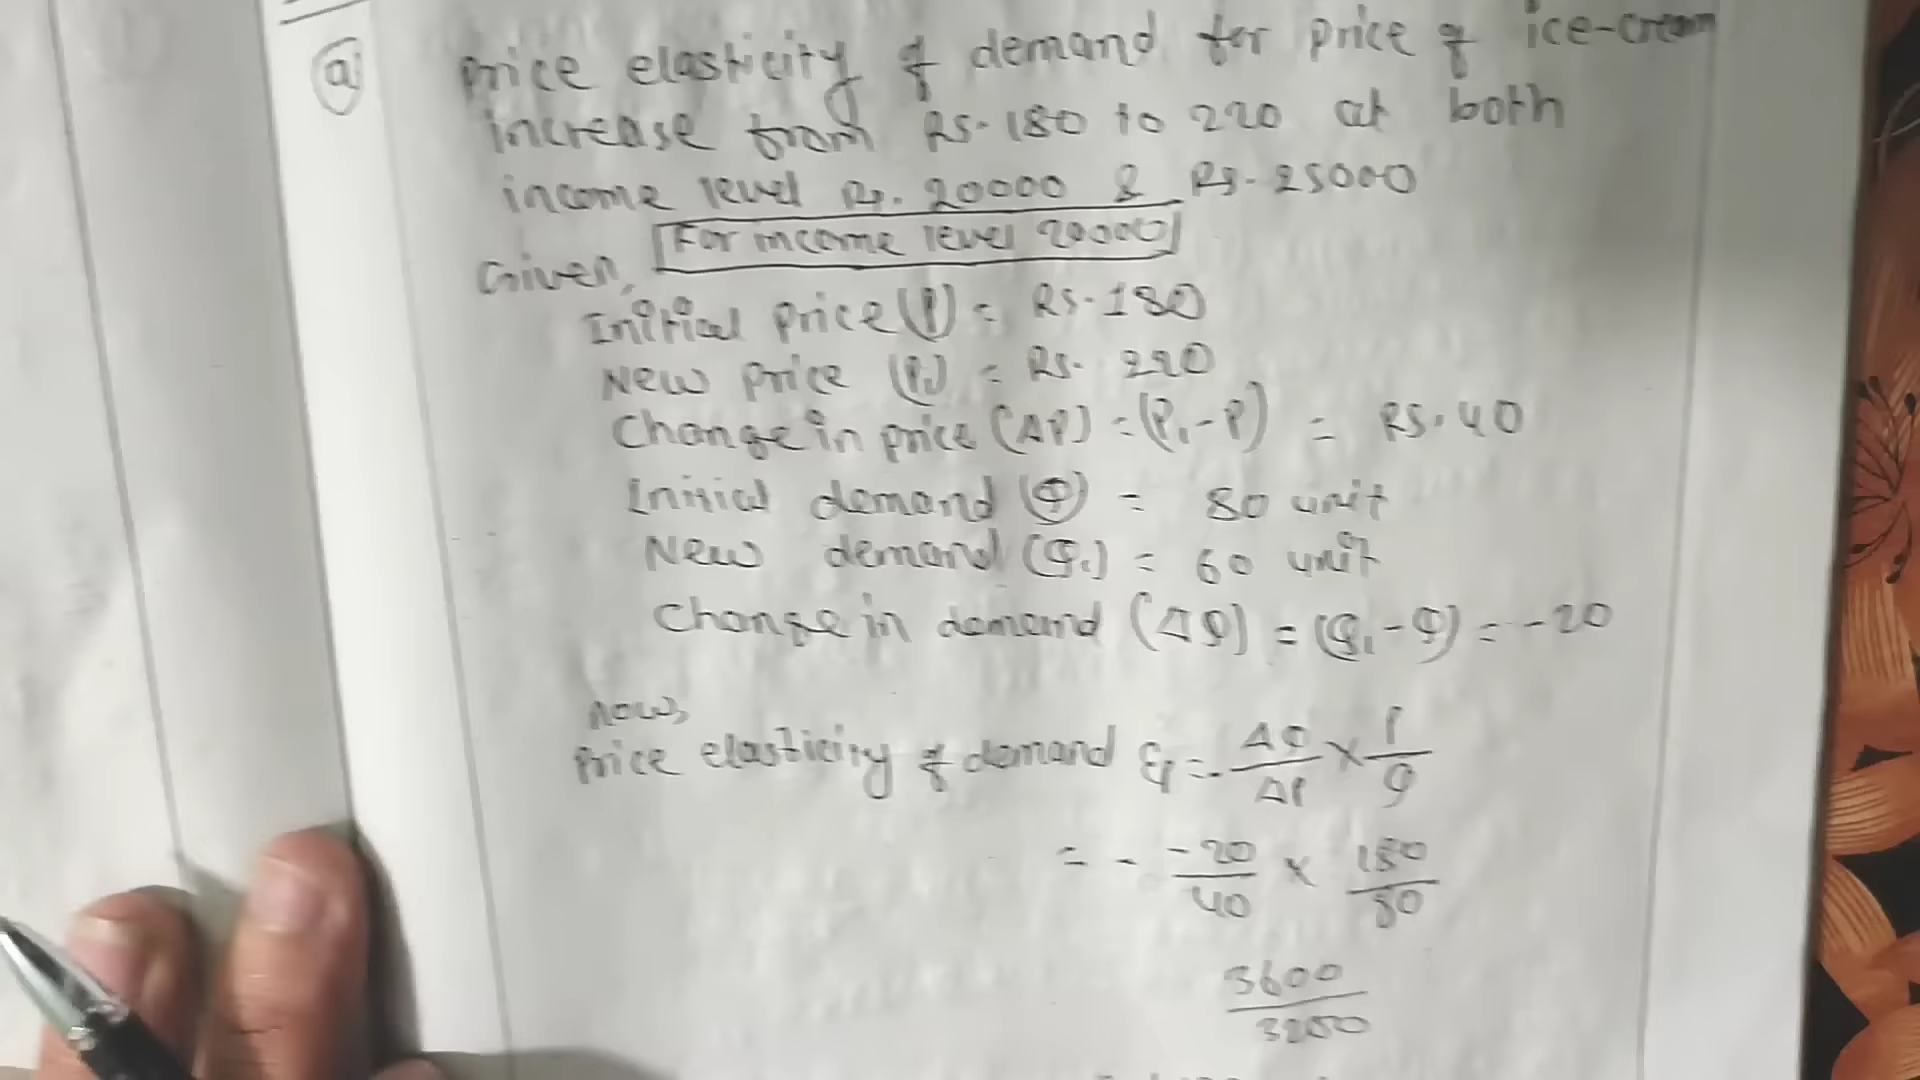 (a) Price elasticity of demand for price of ice-cream
increase from Rs. 180 to 220 at both
income level Rs. 20000 & Rs. 25000
For income level 20000
Given,
Initial price (P) = Rs. 180
New price (P₁) = Rs. 220
Change in price (ΔP) = (P₁-P) = Rs. 40
Initial demand (Q) = 80 unit
New demand (Q₁) = 60 unit
Change in demand (ΔQ) = (Q₁-Q) = -20
Now,
Price elasticity of demand Ep = - ΔQ/ΔP × P/Q
= - -20/40 × 180/80
3600/3200